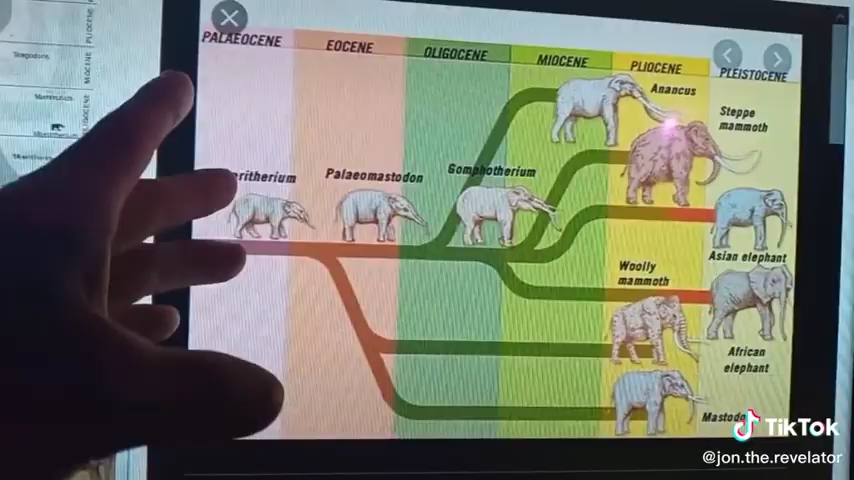 PALAEOCENE
EOCENE
OLIGOCENE
MIOCENE
PLIOCENE
PLEISTOCENE
Anancus
Steppe
mammoth
Gomphotherium
Palaeomastodon
Asian elephant
Woolly
mammoth
African
elephant
TikTok
@jon.the.revelator